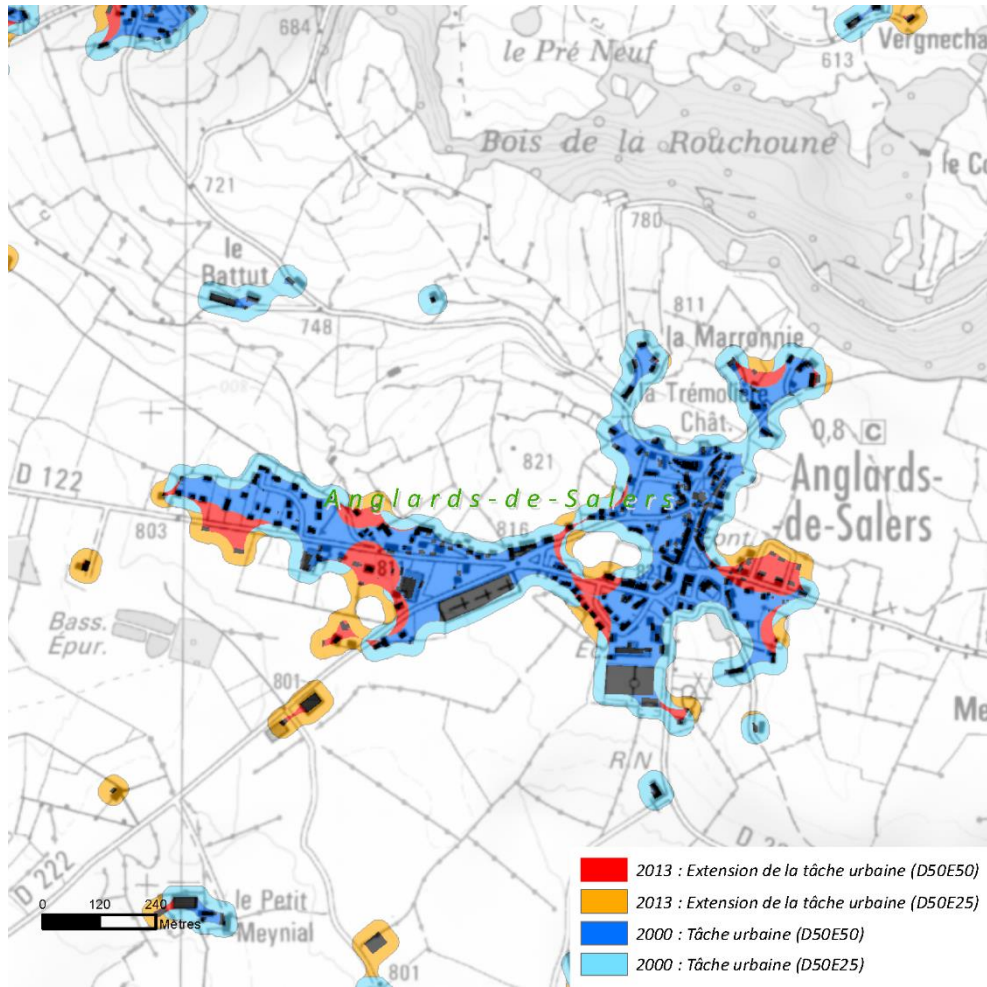 684
le Pré Neuf
613
Vergnecha
Bois de la Rouchoune
le Co
721
780
le
Battut
748
811
la Marronnie
la Trémolière
Chât.
Q,8 C
821
Anglards-
-de-Salers
D 122
Anglards-de-Salers
803
816
Bass.
Épur.
801
Me
R N
D 222
le Petit
Meynial
0 120 240
Mètres
801
2013 : Extension de la tâche urbaine (D50E50)
2013 : Extension de la tâche urbaine (D50E25)
2000 : Tâche urbaine (D50E50)
2000 : Tâche urbaine (D50E25)